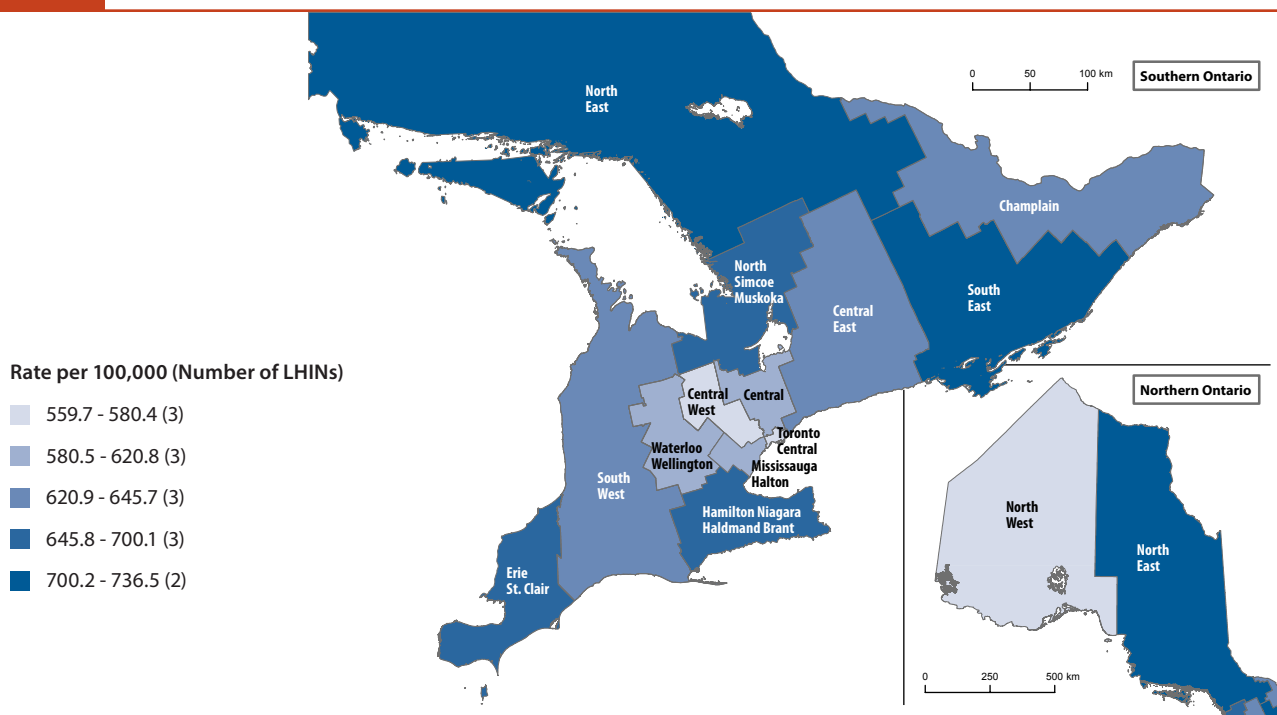 0 50 100 km
Southern Ontario
North
East
Champlain
North
Simcoe
Muskoka
South
East
Central
East
Rate per 100,000 (Number of LHINs)
559.7 - 580.4 (3)
580.5 - 620.8 (3)
620.9 - 645.7 (3)
645.8 - 700.1 (3)
700.2 - 736.5 (2)
Central
West
Central
Toronto
Central
Mississauga
Halton
Waterloo
Wellington
South
West
Hamilton Niagara
Haldmand Brant
Erie
St. Clair
Northern Ontario
North
West
North
East
0 250 500 km